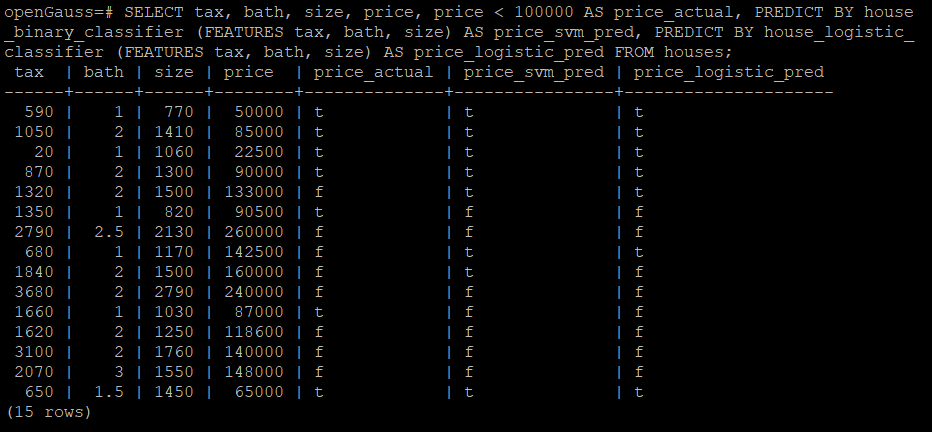 openGauss=# SELECT tax, bath, size, price, price < 100000 AS price_actual, PREDICT BY house
_binary_classifier (FEATURES tax, bath, size) AS price_svm_pred, PREDICT BY house_logistic_
classifier (FEATURES tax, bath, size) AS price_logistic_pred FROM houses;
 tax  | bath | size | price  | price_actual | price_svm_pred | price_logistic_pred
------+------+------+--------+--------------+----------------+---------------------
  590 |    1 |  770 |  50000 | t            | t              | t
 1050 |    2 | 1410 |  85000 | t            | t              | t
   20 |    1 | 1060 |  22500 | t            | t              | t
  870 |    2 | 1300 |  90000 | t            | t              | t
 1320 |    2 | 1500 | 133000 | f            | t              | t
 1350 |    1 |  820 |  90500 | t            | f              | f
 2790 |  2.5 | 2130 | 260000 | f            | f              | f
  680 |    1 | 1170 | 142500 | f            | t              | t
 1840 |    2 | 1500 | 160000 | f            | t              | f
 3680 |    2 | 2790 | 240000 | f            | f              | f
 1660 |    1 | 1030 |  87000 | t            | f              | f
 1620 |    2 | 1250 | 118600 | f            | f              | f
 3100 |    2 | 1760 | 140000 | f            | f              | f
 2070 |    3 | 1550 | 148000 | f            | f              | f
  650 |  1.5 | 1450 |  65000 | t            | t              | t
(15 rows)